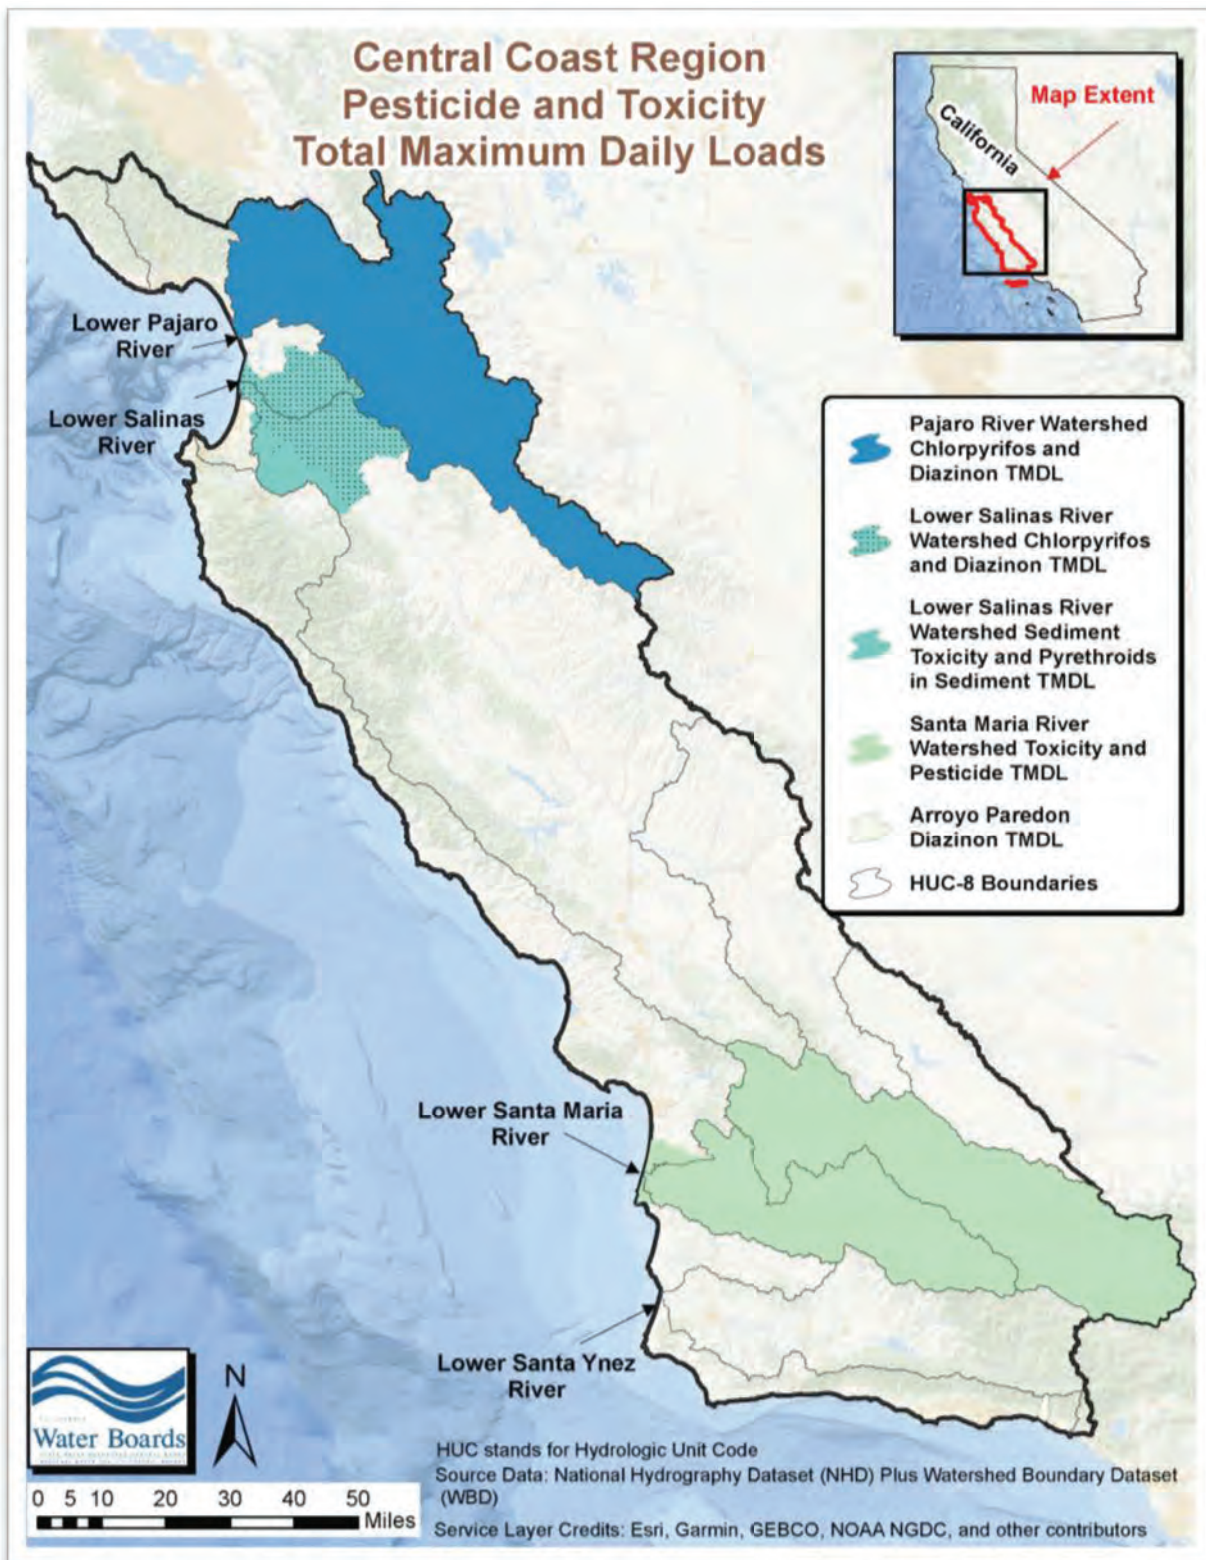 Central Coast Region
Pesticide and Toxicity
Total Maximum Daily Loads
Map Extent
California
Lower Pajaro
River
Lower Salinas
River
Pajaro River Watershed
Chlorpyrifos and
Diazinon TMDL
Lower Salinas River
Watershed Chlorpyrifos
and Diazinon TMDL
Lower Salinas River
Watershed Sediment
Toxicity and Pyrethroids
in Sediment TMDL
Santa Maria River
Watershed Toxicity and
Pesticide TMDL
Arroyo Paredon
Diazinon TMDL
HUC-8 Boundaries
Lower Santa Maria
River
Lower Santa Ynez
River
Water Boards
N
0 5 10 20 30 40 50
Miles
HUC stands for Hydrologic Unit Code
Source Data: National Hydrography Dataset (NHD) Plus Watershed Boundary Dataset
(WBD)
Service Layer Credits: Esri, Garmin, GEBCO, NOAA NGDC, and other contributors